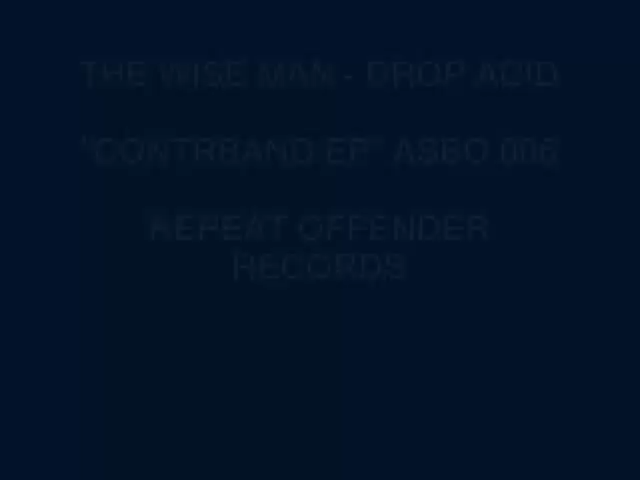 THE WISE MAN - DROP ACID
"CONTRBAND EP" ASBO 006
REPEAT OFFENDER
RECORDS